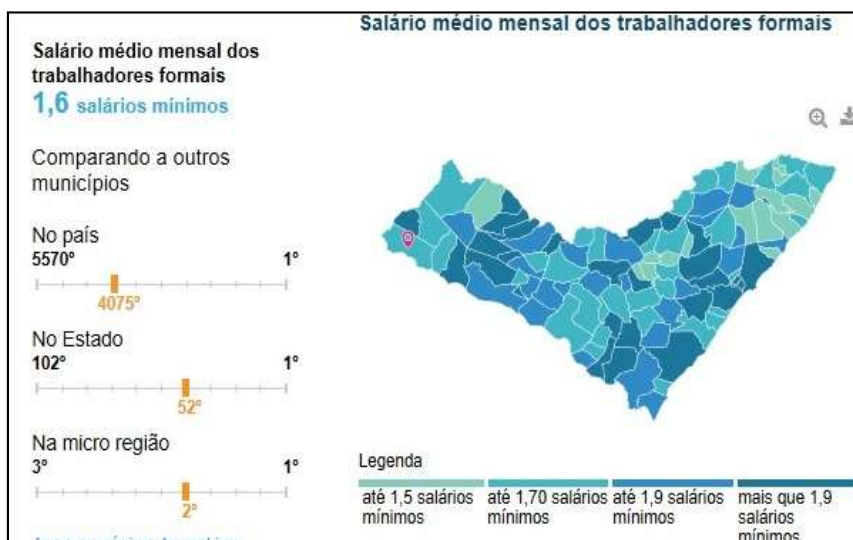 Salário médio mensal dos trabalhadores formais
Salário médio mensal dos
trabalhadores formais
1,6 salários mínimos
Comparando a outros
municípios
No país
5570º 1º
4075º
No Estado
102º 1º
52º
Na micro região
3º 1º
2º
Legenda
até 1,5 salários
mínimos
até 1,70 salários
mínimos
até 1,9 salários
mínimos
mais que 1,9
salários
mínimos